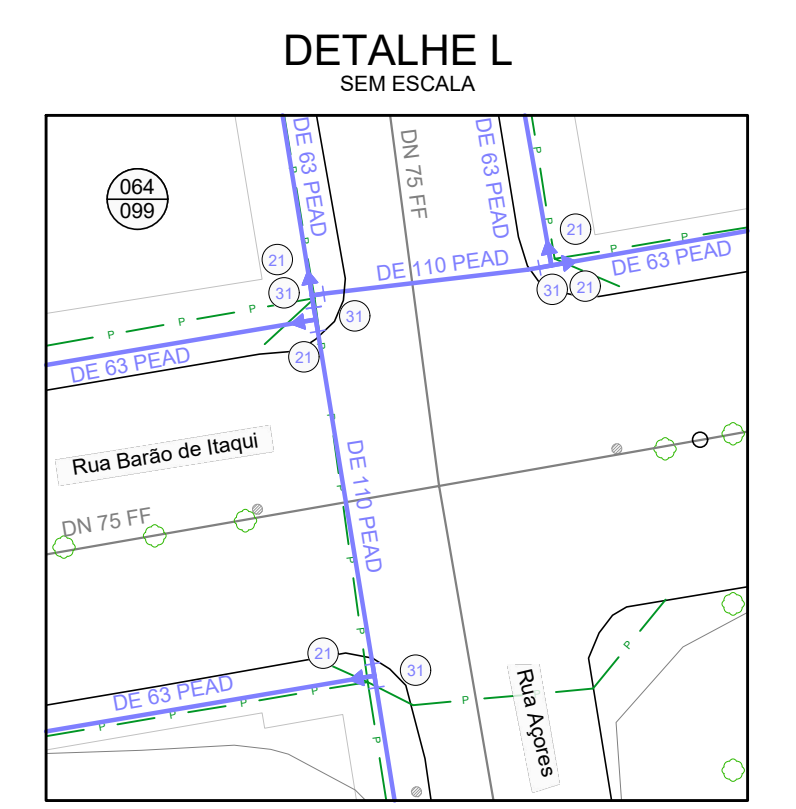 DETALHE L
SEM ESCALA
DE 63 PEAD
DN 75 FF
DE 63 PEAD
064
099
21
21
DE 110 PEAD
DE 63 PEAD
31
31
21
31
21
DE 63 PEAD
P
P
P
P
P
P
P
P
Rua Barão de Itaqui
DE 110 PEAD
DN 75 FF
P
P
P
P
21
31
DE 63 PEAD
P
P
P
P
P
P
P
Rua Açores